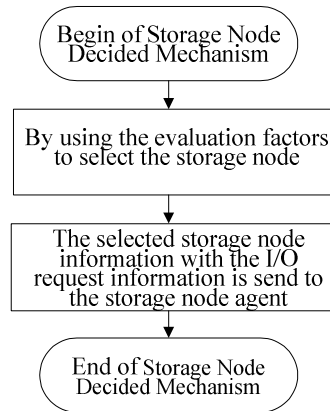 Begin of Storage Node
Decided Mechanism
By using the evaluation factors
to select the storage node
The selected storage node
information with the I/O
request information is send to
the storage node agent
End of Storage Node
Decided Mechanism